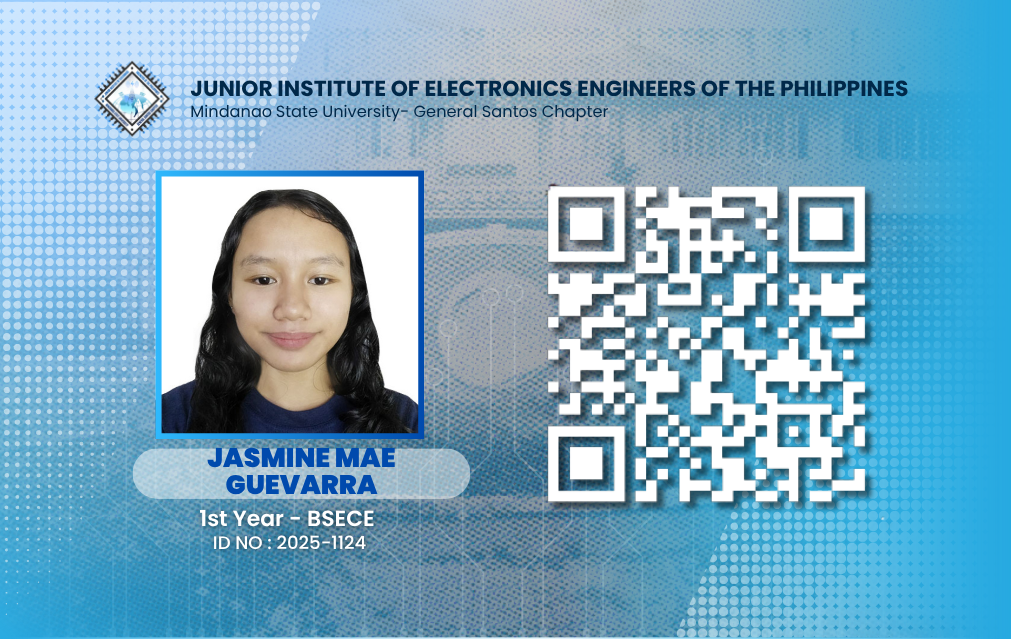 JUNIOR INSTITUTE OF ELECTRONICS ENGINEERS OF THE PHILIPPINES
Mindanao State University- General Santos Chapter
JASMINE MAE
GUEVARRA
1st Year - BSECE
ID NO : 2025-1124